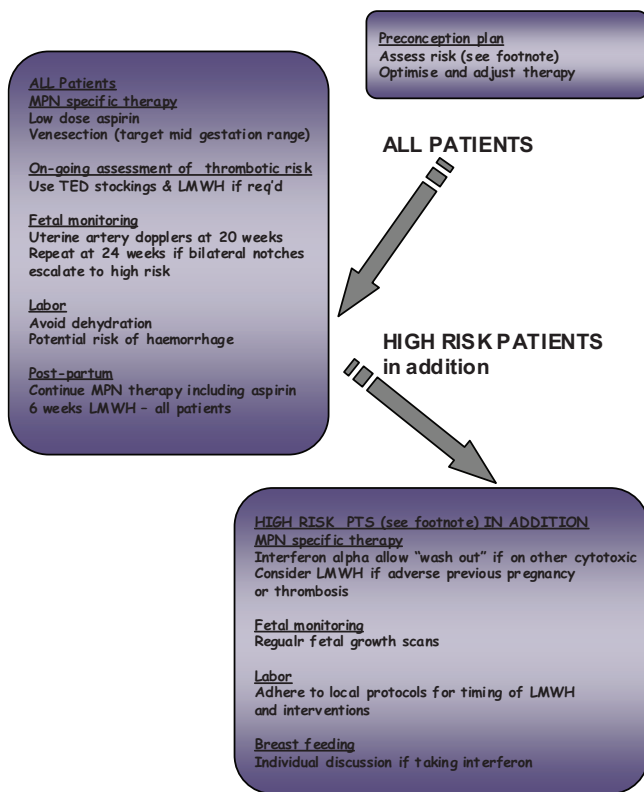 Preconception plan
Assess risk (see footnote)
Optimise and adjust therapy
ALL PATIENTS
ALL Patients
MPN specific therapy
Low dose aspirin
Venesection (target mid gestation range)
On-going assessment of thrombotic risk
Use TED stockings & LMWH if req'd
Fetal monitoring
Uterine artery dopplers at 20 weeks
Repeat at 24 weeks if bilateral notches
escalate to high risk
Labor
Avoid dehydration
Potential risk of haemorrhage
Post-partum
Continue MPN therapy including aspirin
6 weeks LMWH – all patients
HIGH RISK PATIENTS
in addition
HIGH RISK PTS (see footnote) IN ADDITION
MPN specific therapy
Interferon alpha allow "wash out" if on other cytotoxic
Consider LMWH if adverse previous pregnancy
or thrombosis
Fetal monitoring
Regualr fetal growth scans
Labor
Adhere to local protocols for timing of LMWH
and interventions
Breast feeding
Individual discussion if taking interferon